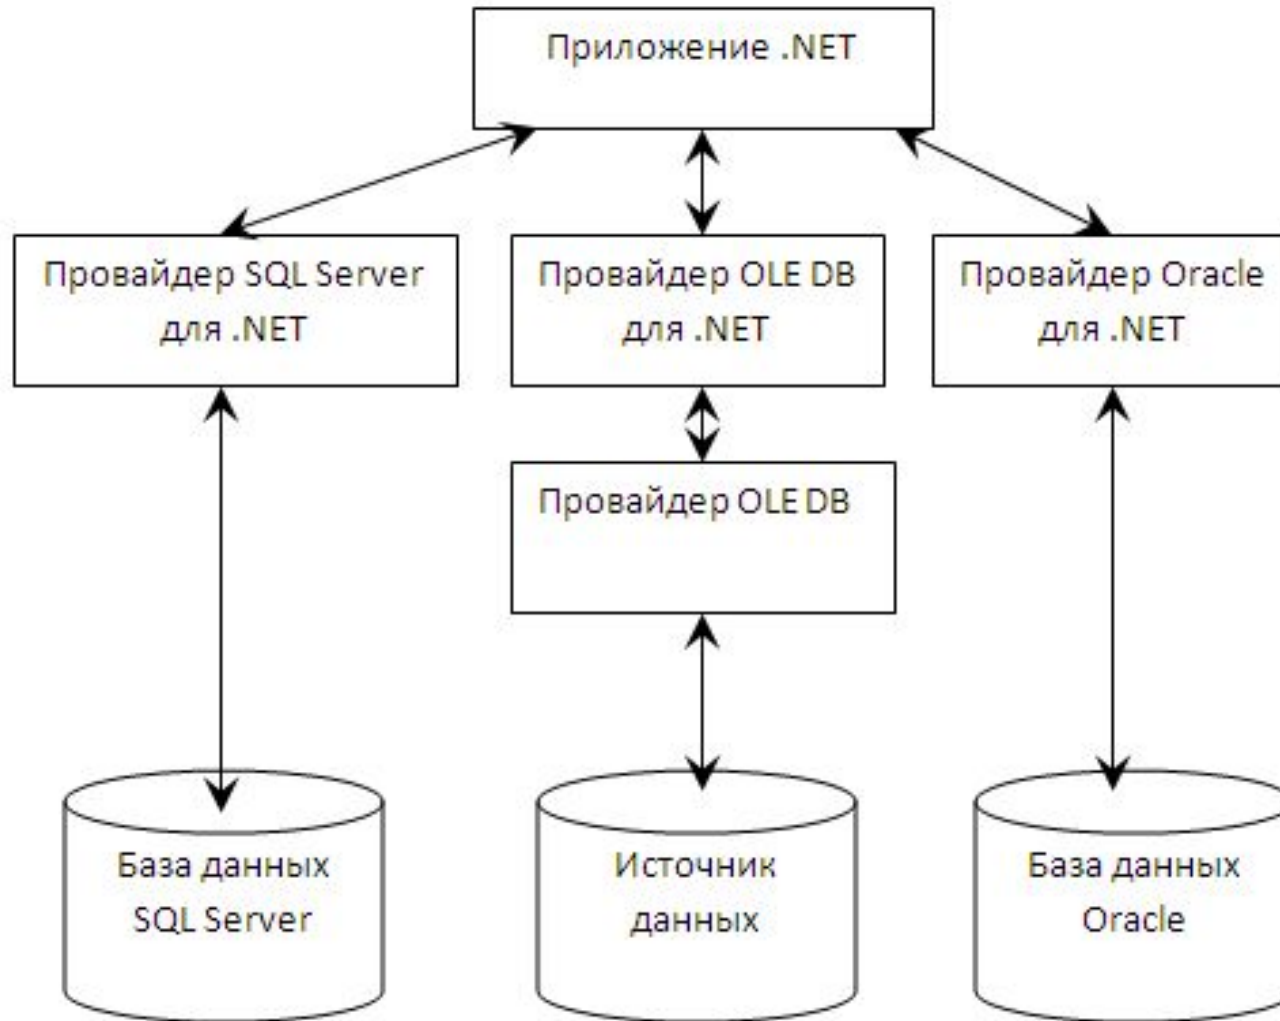 Приложение .NET
Провайдер SQL Server
для .NET
Провайдер OLE DB
для .NET
Провайдер Oracle
для .NET
Провайдер OLE DB
База данных
SQL Server
Источник
данных
База данных
Oracle